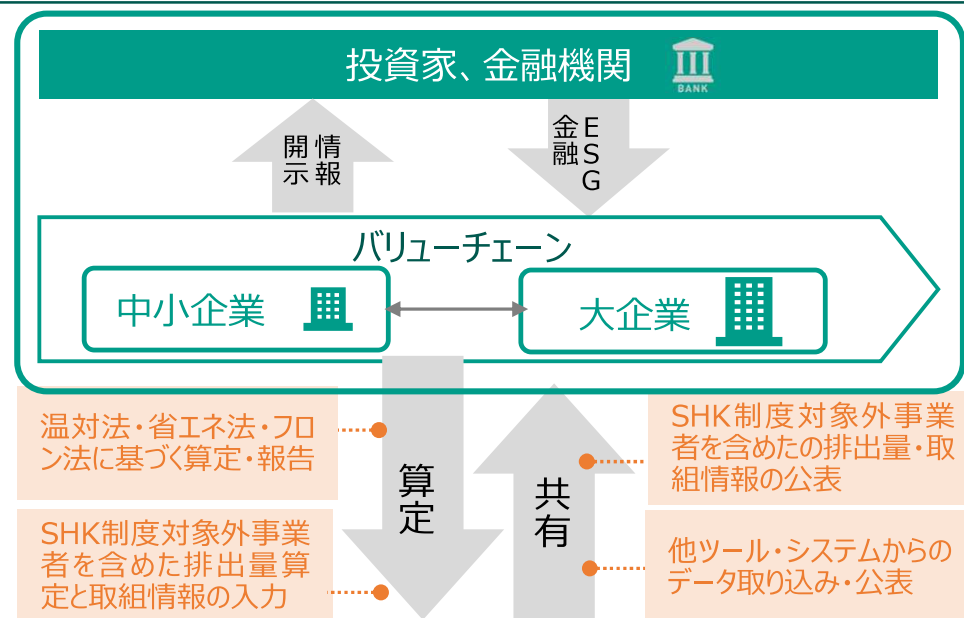 投資家、金融機関
BANK
情報
開示
ESG
金融
バリューチェーン
中小企業
大企業
温対法・省エネ法・フロ
ン法に基づく算定・報告
SHK制度対象外事業
者を含めた排出量算
定と取組情報の入力
算定
共有
SHK制度対象外事業
者を含めたの排出量・取
組情報の公表
他ツール・システムからの
データ取り込み・公表